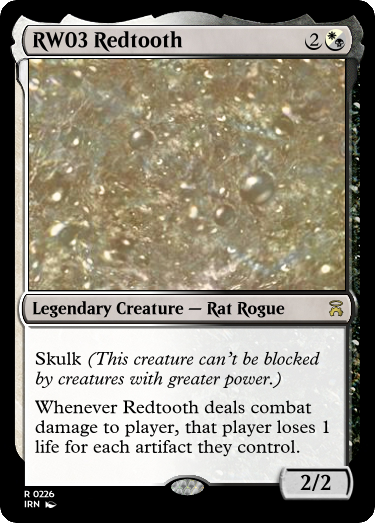 RW03 Redtooth
2
Legendary Creature — Rat Rogue
Skulk (This creature can't be blocked
by creatures with greater power.)
Whenever Redtooth deals combat
damage to player, that player loses 1
life for each artifact they control.
2/2
R 0226
IRN